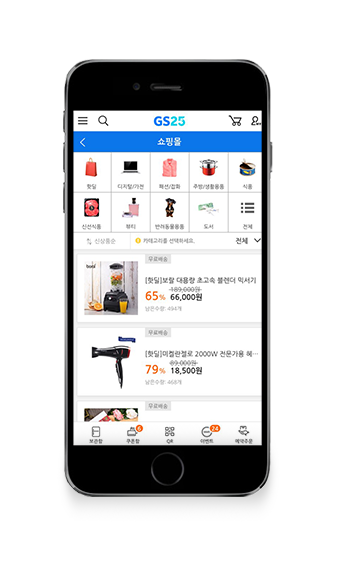 GS25
쇼핑몰
핫딜 디지털/가전 패션/잡화 주방/생활용품 식품
신선식품 뷰티 반려동물용품 도서 전체
신상품순 카테고리를 선택하세요. 전체
무료배송
[핫딜]보랄 대용량 초고속 블렌더 믹서기
189,000원
65% 66,000원
남은수량: 494개
무료배송
[핫딜]미켈란젤로 2000W 전문가용 헤…
89,000원
79% 18,500원
남은수량: 468개
무료배송
6 24
보관함 쿠폰함 QR 이벤트 예약주문